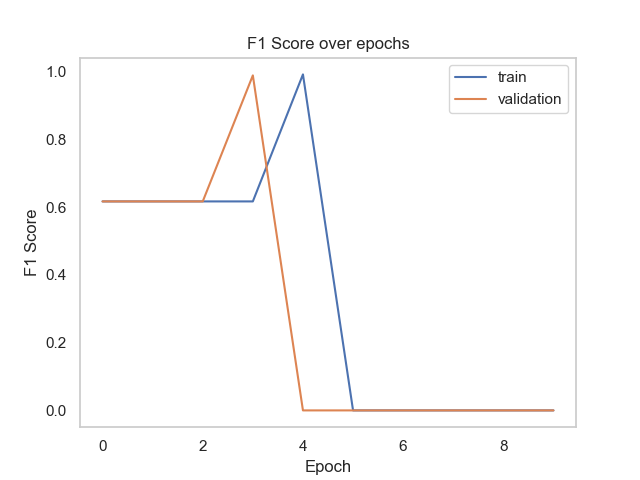 F1 Score over epochs
train
validation
F1 Score
1.0
0.8
0.6
0.4
0.2
0.0
0 2 4 6 8
Epoch